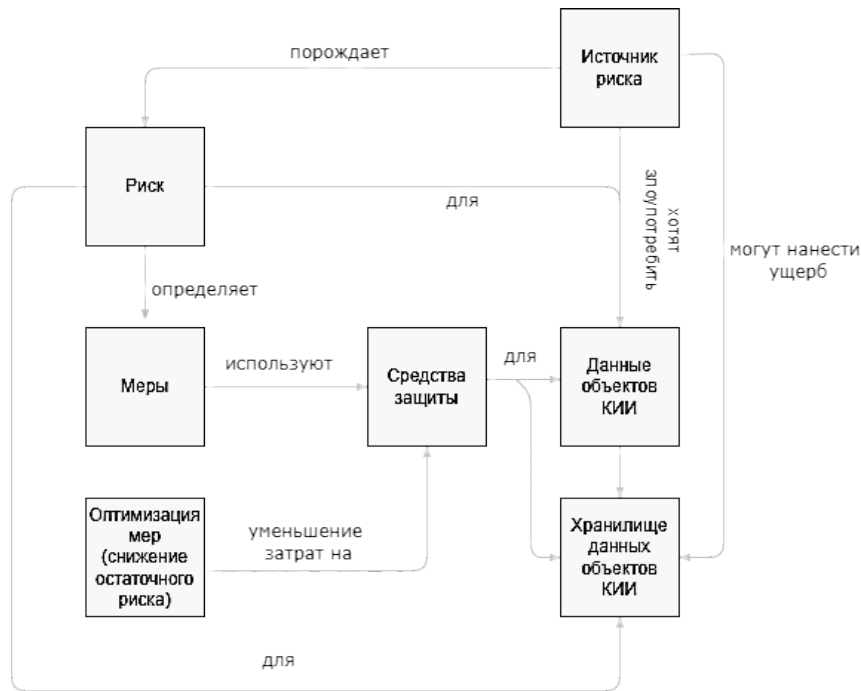 порождает
Источник
риска
Риск
для
хотят
злоупотребить
могут нанести
ущерб
определяет
Меры
используют
Средства
защиты
для
Данные
объектов
КИИ
Оптимизация
мер
(снижение
остаточного
риска)
уменьшение
затрат на
Хранилище
данных
объектов
КИИ
для